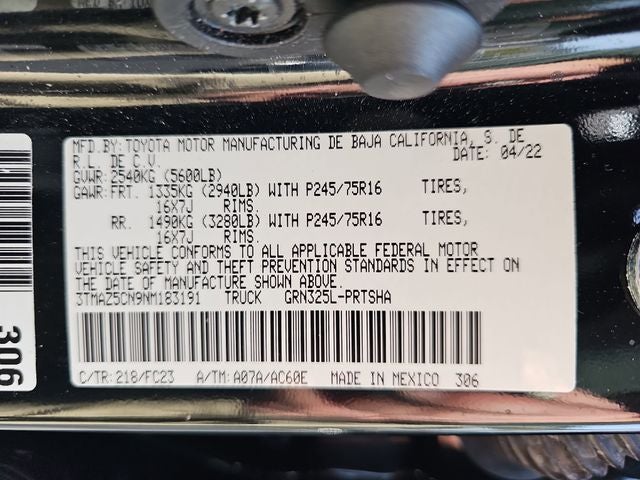 MFD.BY:TOYOTA MOTOR MANUFACTURING DE BAJA CALIFORNIA, S. DE
R.L. DE C.V. DATE: 04/22
GVWR:2540KG (5600LB)
GAWR:FRT. 1335KG (2940LB) WITH P245/75R16 TIRES,
16X7J RIMS.
RR. 1490KG (3280LB) WITH P245/75R16 TIRES,
16X7J RIMS.
THIS VEHICLE CONFORMS TO ALL APPLICABLE FEDERAL MOTOR
VEHICLE SAFETY AND THEFT PREVENTION STANDARDS IN EFFECT ON
THE DATE OF MANUFACTURE SHOWN ABOVE.
3TMAZ5CN9NM183191 TRUCK GRN325L-PRTSHA
C/TR:218/FC23 A/TM:A07A/AC60E MADE IN MEXICO 306
306